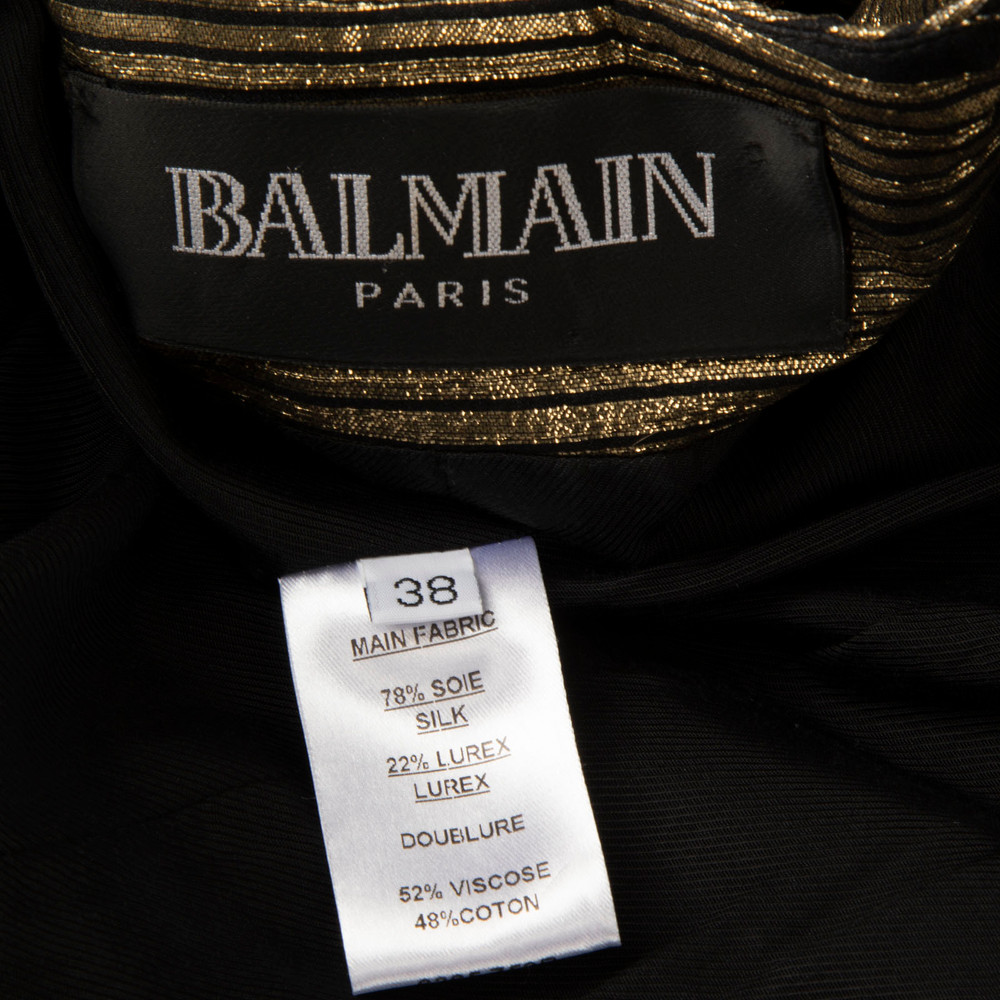 BALMAIN
PARIS
38
MAIN FABRIC
78% SOIE
SILK
22% LUREX
LUREX
DOUBLURE
52% VISCOSE
48%COTON